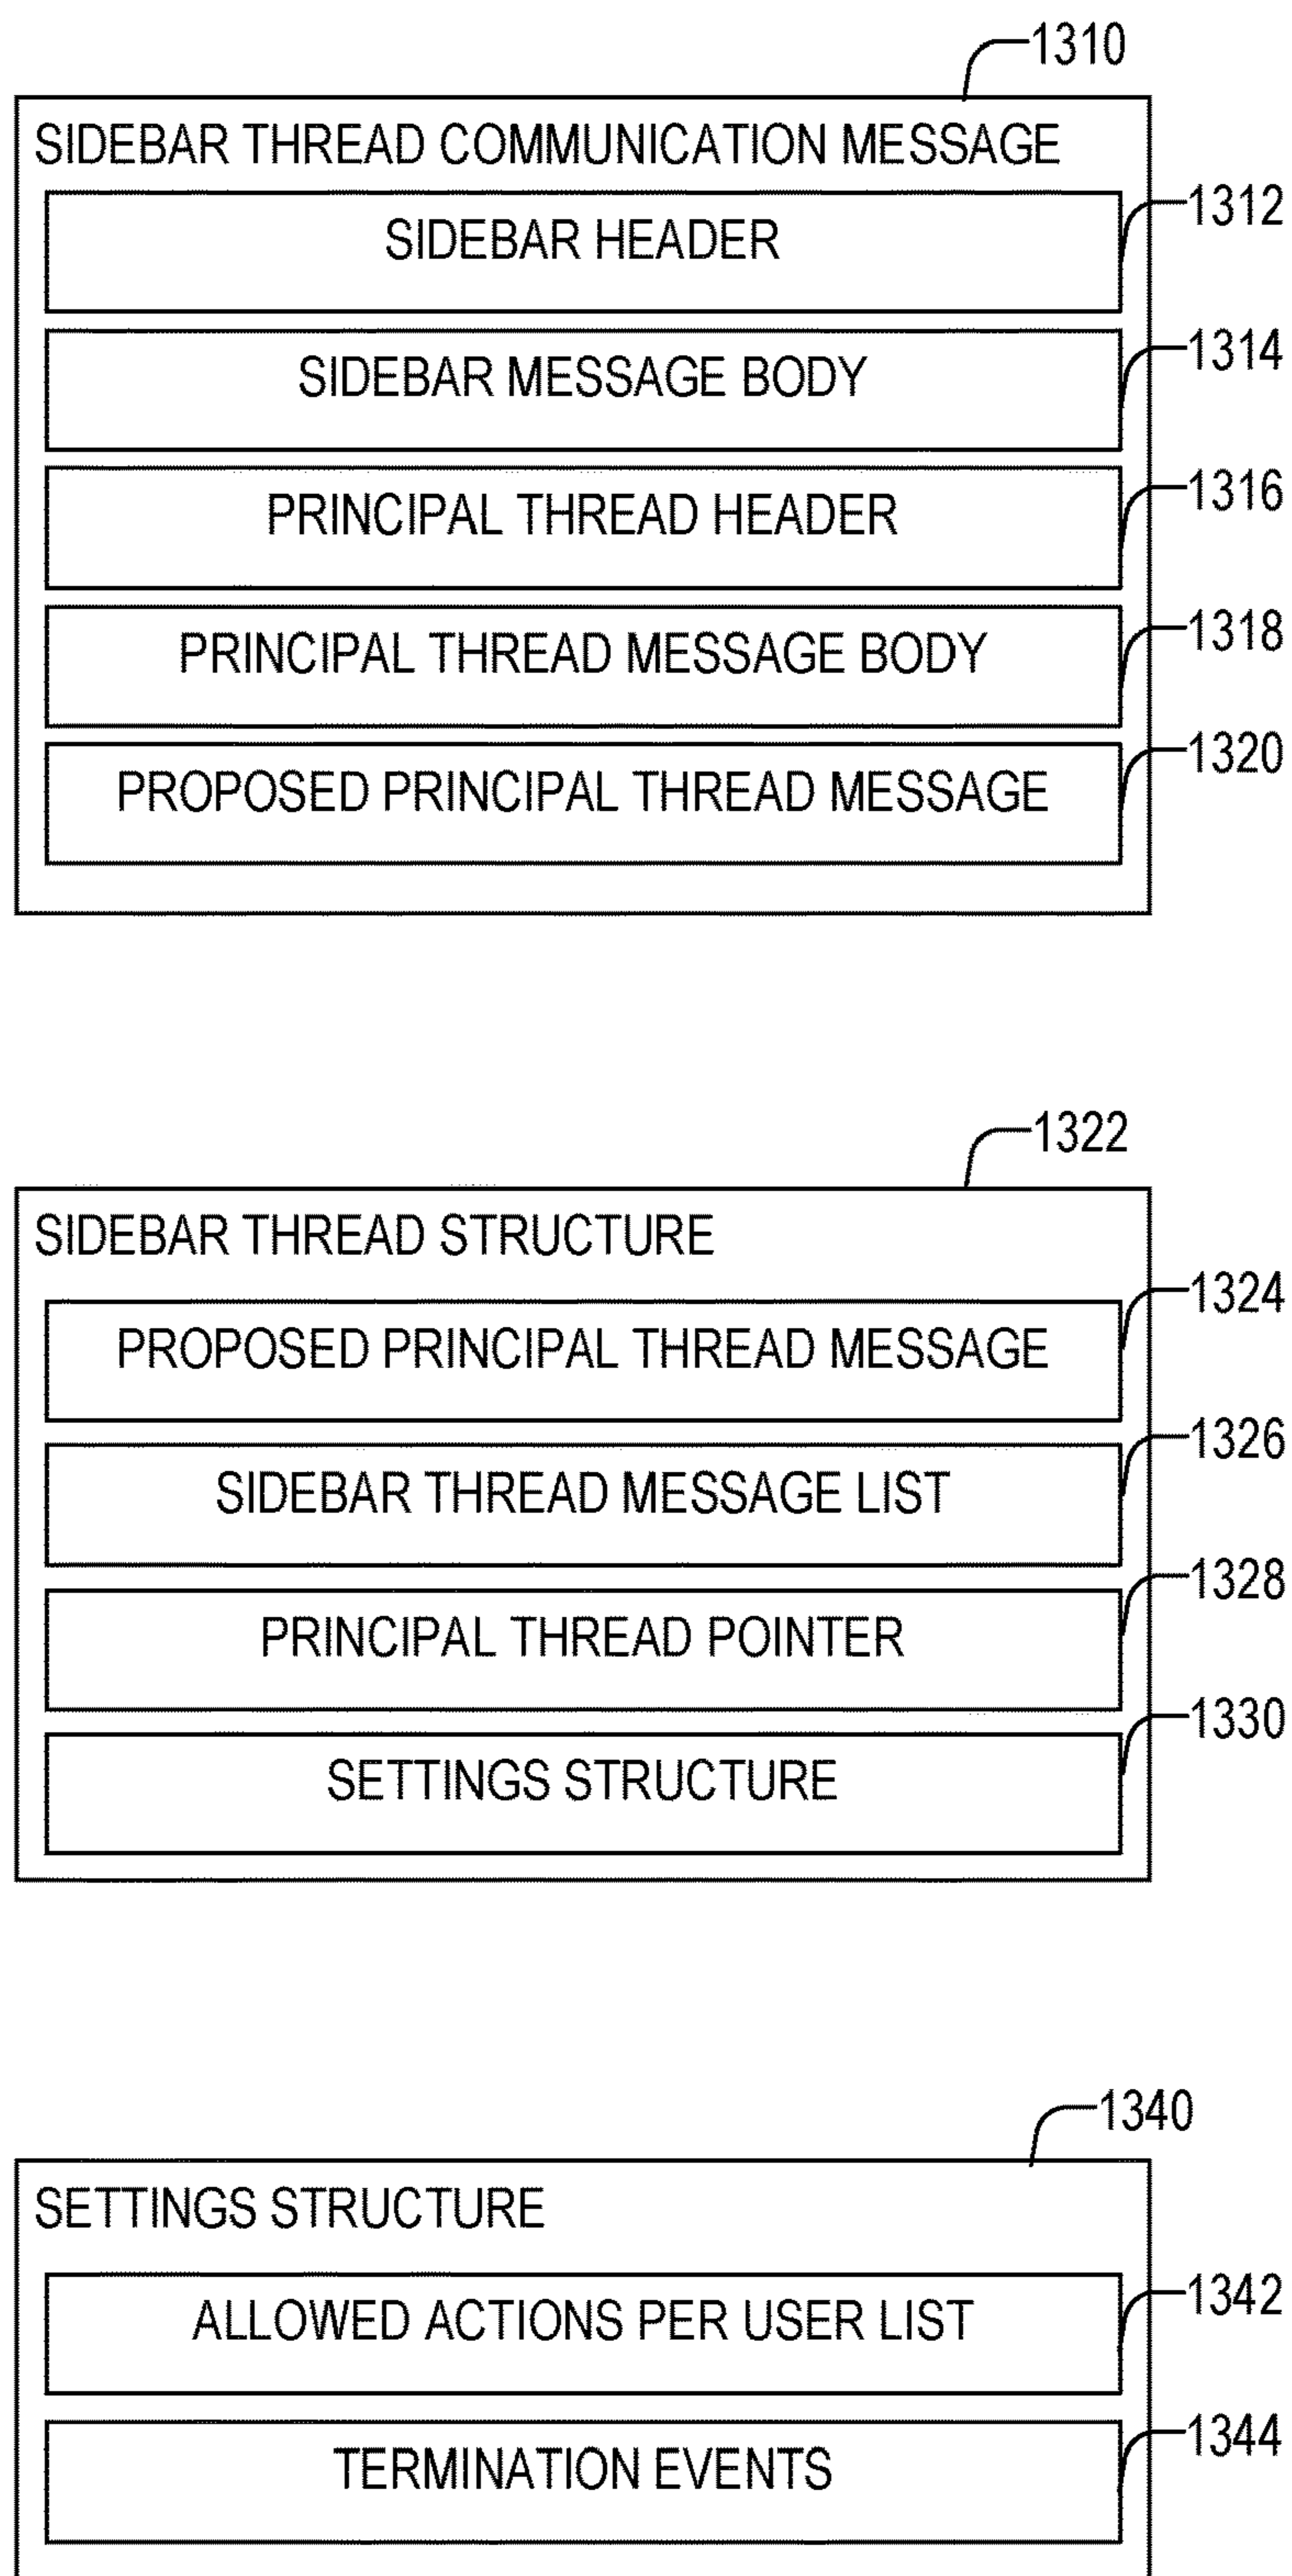 1310
SIDEBAR THREAD COMMUNICATION MESSAGE
SIDEBAR HEADER
1312
SIDEBAR MESSAGE BODY
1314
PRINCIPAL THREAD HEADER
1316
PRINCIPAL THREAD MESSAGE BODY
1318
PROPOSED PRINCIPAL THREAD MESSAGE
1320
1322
SIDEBAR THREAD STRUCTURE
PROPOSED PRINCIPAL THREAD MESSAGE
1324
SIDEBAR THREAD MESSAGE LIST
1326
PRINCIPAL THREAD POINTER
1328
SETTINGS STRUCTURE
1330
1340
SETTINGS STRUCTURE
ALLOWED ACTIONS PER USER LIST
1342
TERMINATION EVENTS
1344